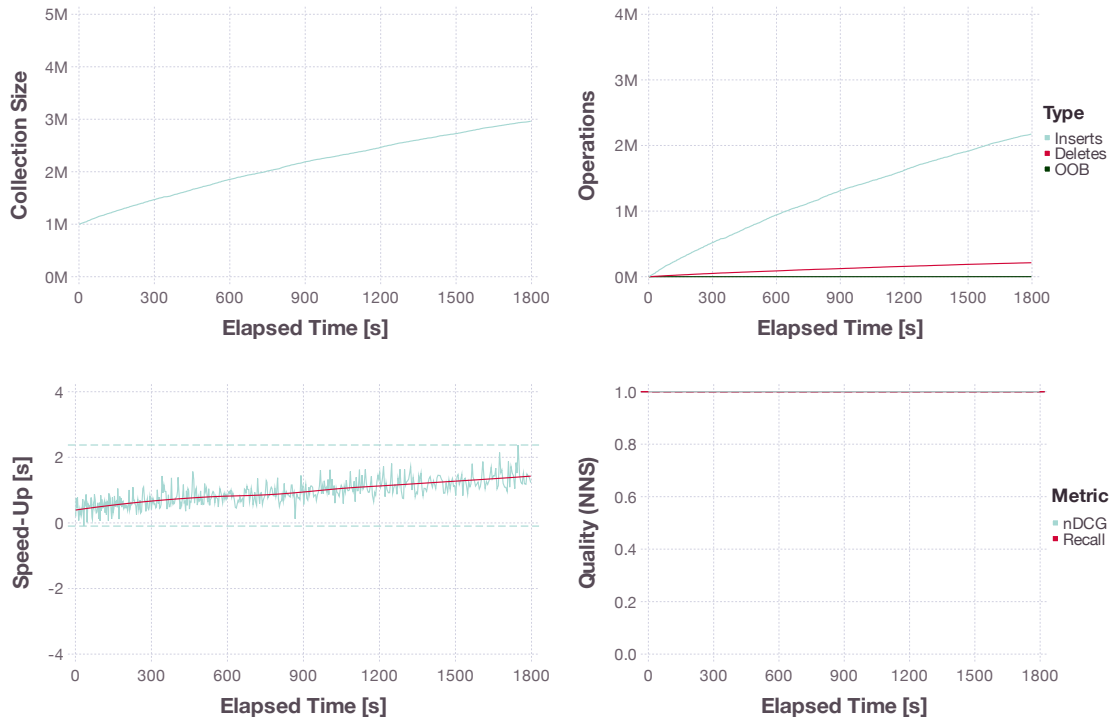 5M
4M
3M
2M
1M
0M
Collection Size
0 300 600 900 1200 1500 1800
Elapsed Time [s]
4M
3M
2M
1M
0M
Operations
0 300 600 900 1200 1500 1800
Elapsed Time [s]
Type
Inserts
Deletes
OOB
4
2
0
-2
-4
Speed-Up [s]
0 300 600 900 1200 1500 1800
Elapsed Time [s]
1.0
0.8
0.6
0.4
0.2
0.0
Quality (NNS)
0 300 600 900 1200 1500 1800
Elapsed Time [s]
Metric
nDCG
Recall